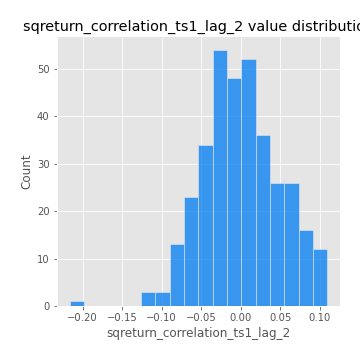 sqreturn_correlation_ts1_lag_2 value distributio
50
40
30
20
10
0
Count
−0.20 −0.15 −0.10 −0.05 0.00 0.05 0.10
sqreturn_correlation_ts1_lag_2